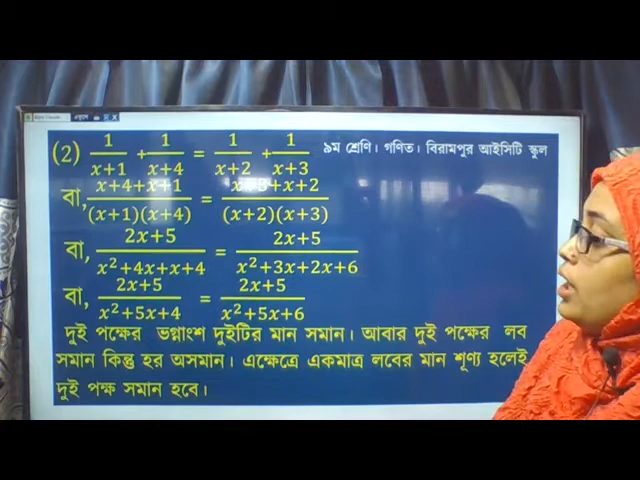 (2) 1/(x+1) + 1/(x+4) = 1/(x+2) + 1/(x+3) ৯ম শ্রেণি। গণিত। বিরামপুর আইসিটি স্কুল
বা, (x+4+x+1)/((x+1)(x+4)) = (x+3+x+2)/((x+2)(x+3))
বা, (2x+5)/(x²+4x+x+4) = (2x+5)/(x²+3x+2x+6)
বা, (2x+5)/(x²+5x+4) = (2x+5)/(x²+5x+6)
দুই পক্ষের ভগ্নাংশ দুইটির মান সমান। আবার দুই পক্ষের লব
সমান কিন্তু হর অসমান। এক্ষেত্রে একমাত্র লবের মান শূণ্য হলেই
দুই পক্ষ সমান হবে।